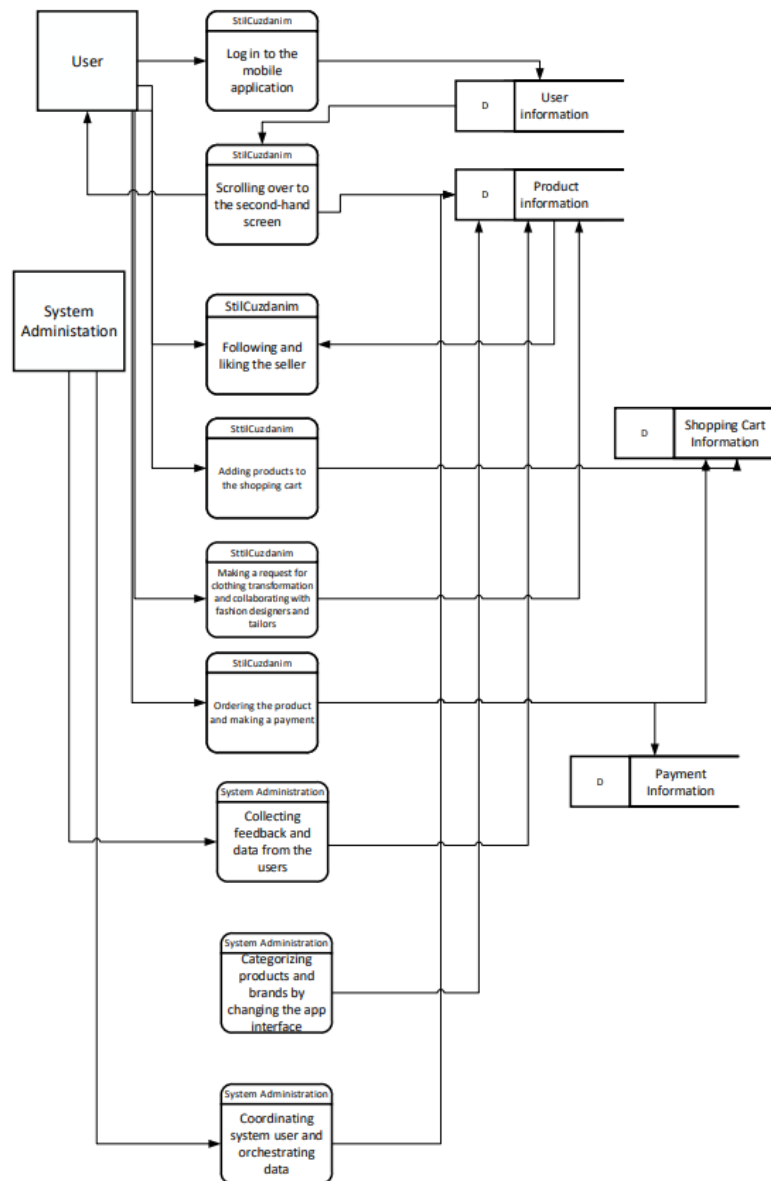 User
StilCuzdanim
Log in to the
mobile
application
D
User
information
StilCuzdanim
Scrolling over to
the second-hand
screen
D
Product
information
System
Administation
StilCuzdanim
Following and
liking the seller
D
Shopping Cart
Information
SttilCuzdanim
Adding products to
the shopping cart
SttilCuzdanim
Making a request for
clothing transformation
and collaborating with
fashion designers and
tailors
StilCuzdanim
Ordering the product
and making a payment
D
Payment
Information
System Administration
Collecting
feedback and
data from the
users
System Administration
Categorizing
products and
brands by
changing the app
interface
System Administration
Coordinating
system user and
orchestrating
data